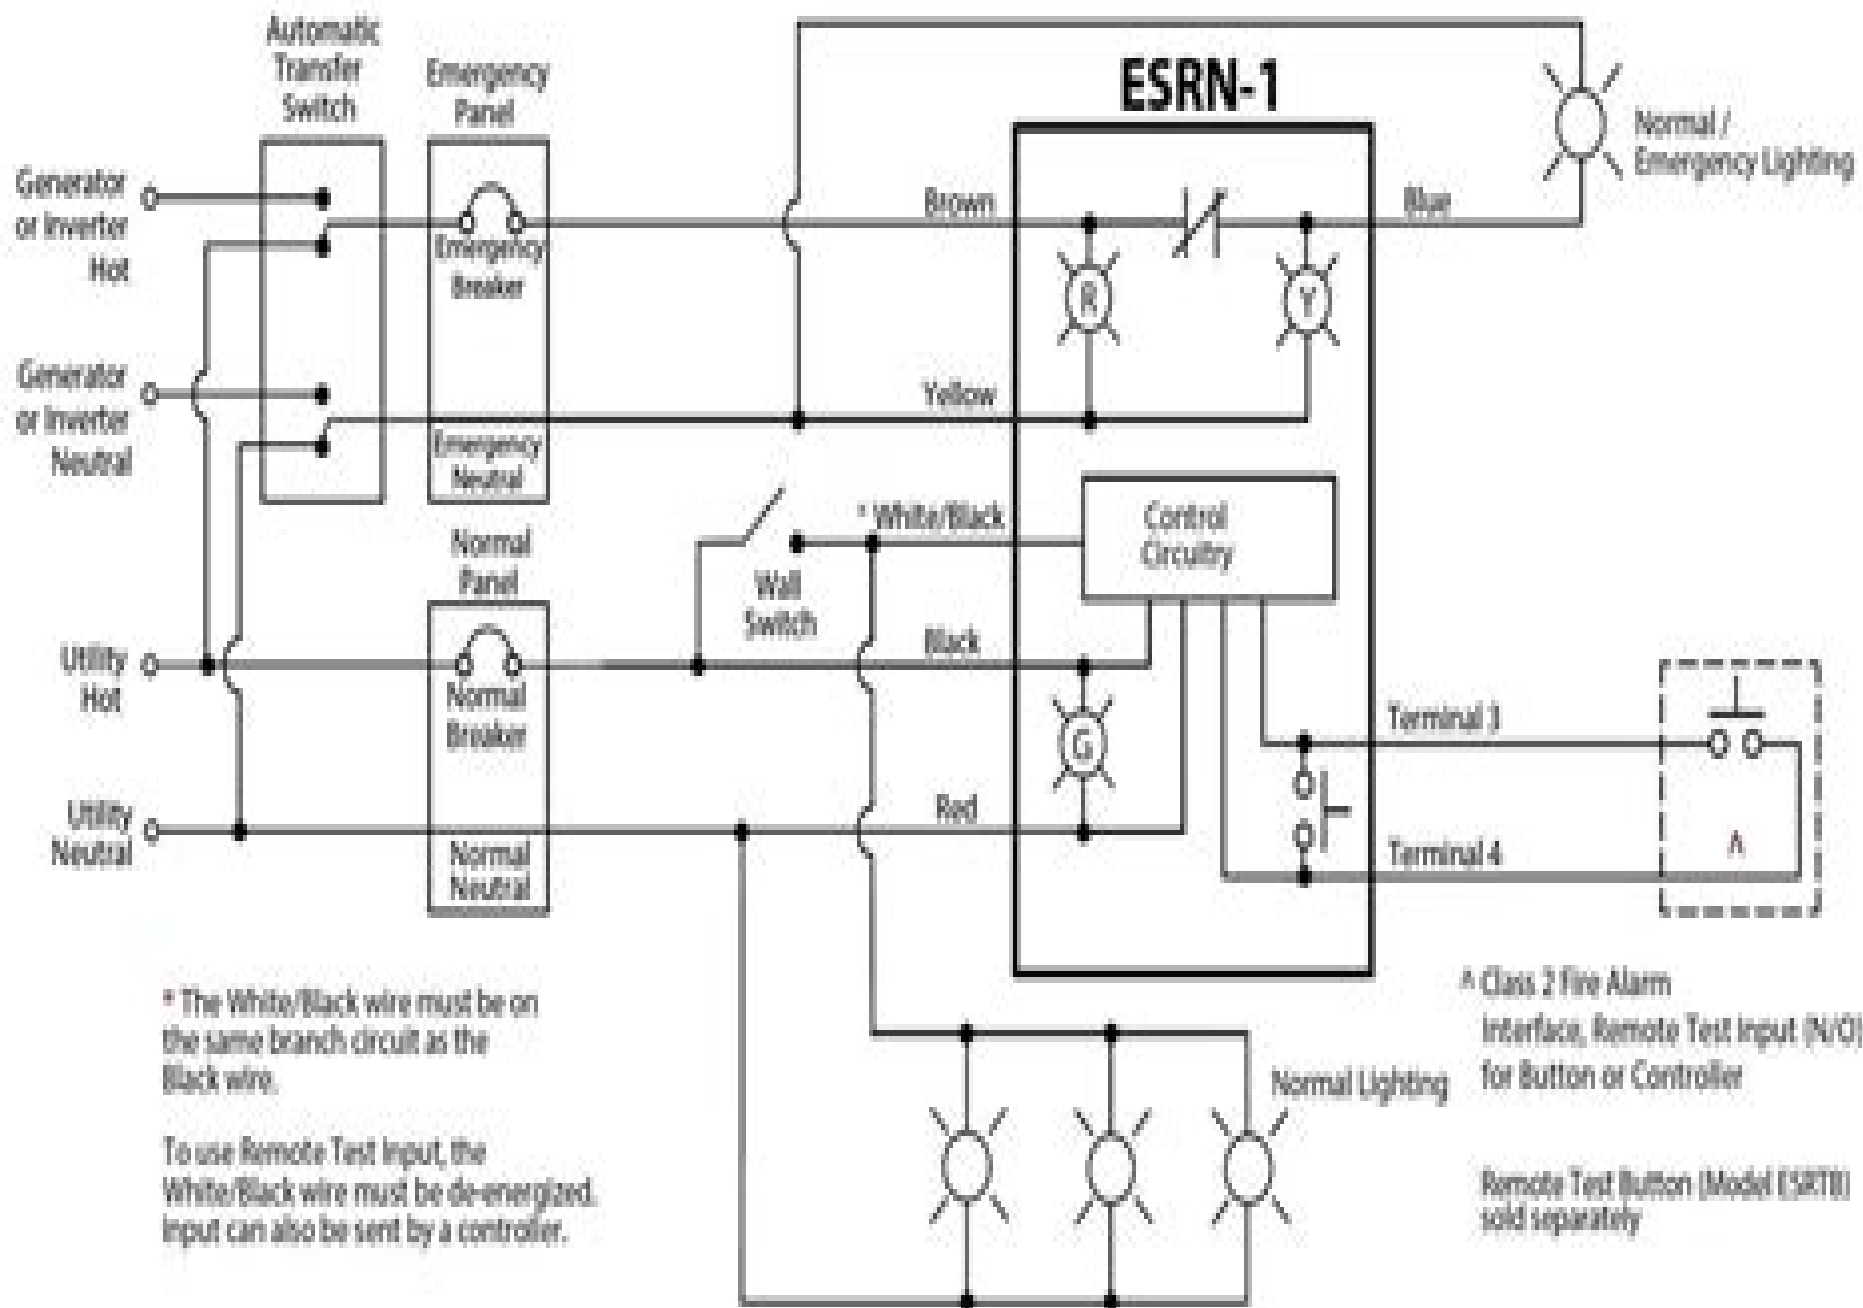 Automatic
Transfer
Switch
Emergency
Panel
ESRN-1
Normal /
Emergency Lighting
Generator
or Inverter
Hot
Brown
Blue
Emergency
Breaker
R
Y
Generator
or Inverter
Neutral
Yellow
Emergency
Neutral
* White/Black
Control
Circuitry
Normal
Panel
Wall
Switch
Utility
Hot
Black
Normal
Breaker
G
Terminal 3
Utility
Neutral
Red
Normal
Neutral
Terminal 4
^
* The White/Black wire must be on
the same branch circuit as the
Black wire.
To use Remote Test Input, the
White/Black wire must be de-energized.
Input can also be sent by a controller.
Normal Lighting
^ Class 2 Fire Alarm
Interface, Remote Test Input (N/O)
for Button or Controller
Remote Test Button (Model ESRTB)
sold separately